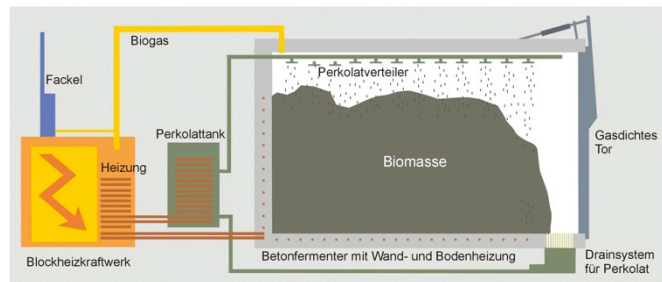 Biogas
Fackel
Perkolatverteiler
Perkolattank
Gasdichtes
Tor
Heizung
Biomasse
Blockheizkraftwerk
Betonfermenter mit Wand- und Bodenheizung
Drainsystem
für Perkolat